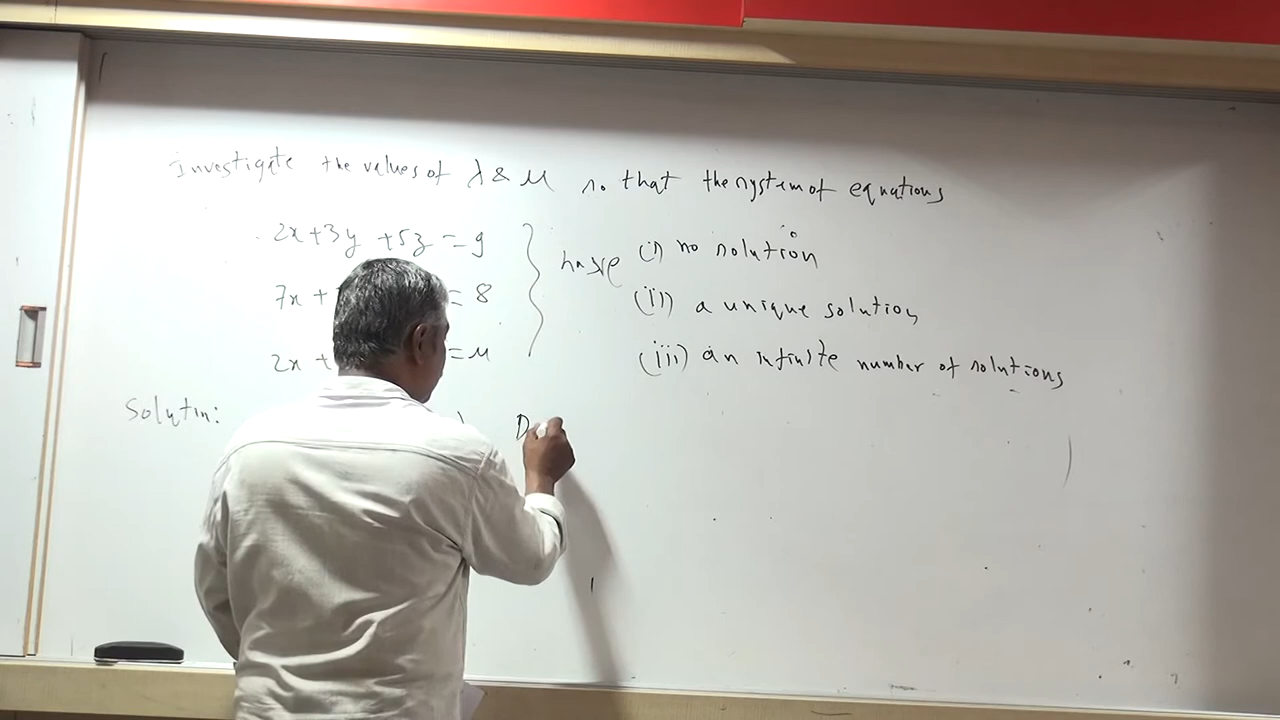 Investigate the values of λ & μ so that the system of equations
2x+3y+5z=9
7x+ = 8
2x+ =μ
have (i) no solution
(ii) a unique solution
(iii) an infinite number of solutions
Solutin:
D